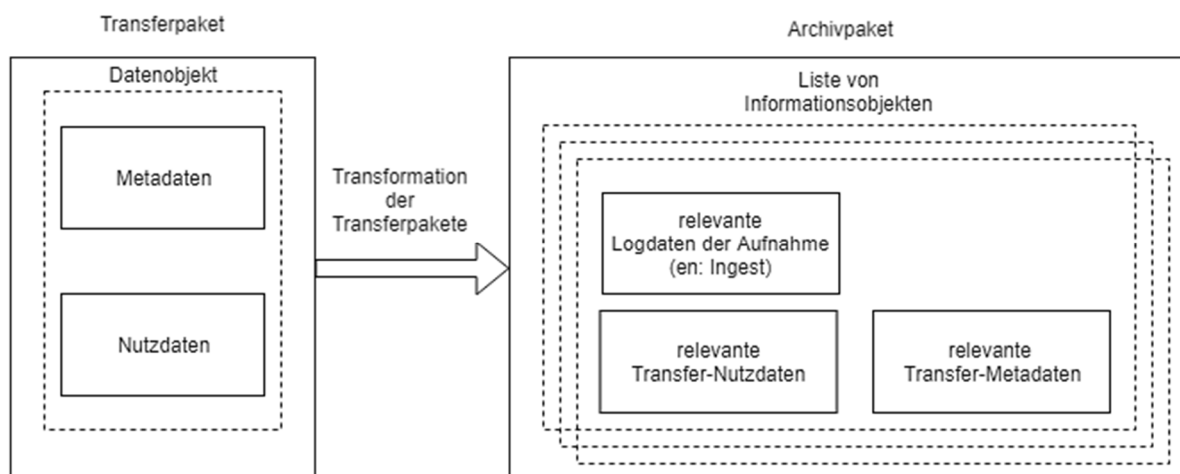 Transferpaket
Datenobjekt
Metadaten
Nutzdaten
Transformation
der
Transferpakete
Archivpaket
Liste von
Informationsobjekten
relevante
Logdaten der Aufnahme
(en: Ingest)
relevante
Transfer-Nutzdaten
relevante
Transfer-Metadaten